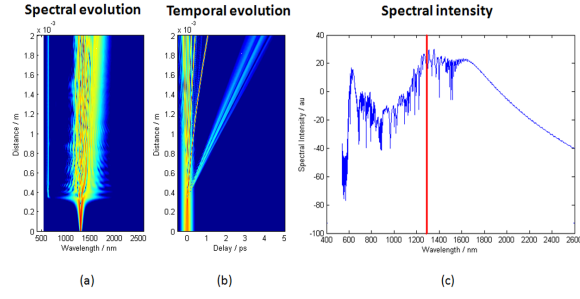 Spectral evolution
Temporal evolution
Spectral intensity
x 10⁻³
2
1.8
1.6
1.4
1.2
1
0.8
0.6
0.4
0.2
0
Distance / m
500 1000 1500 2000 2500
Wavelength / nm
x 10⁻³
2
1.8
1.6
1.4
1.2
1
0.8
0.6
0.4
0.2
0
Distance / m
0 1 2 3 4 5
Delay / ps
40
20
0
-20
-40
-60
-80
-100
Spectral Intensity / au
400 600 800 1000 1200 1400 1600 1800 2000 2200 2400 2600
Wavelength / nm
(a)
(b)
(c)